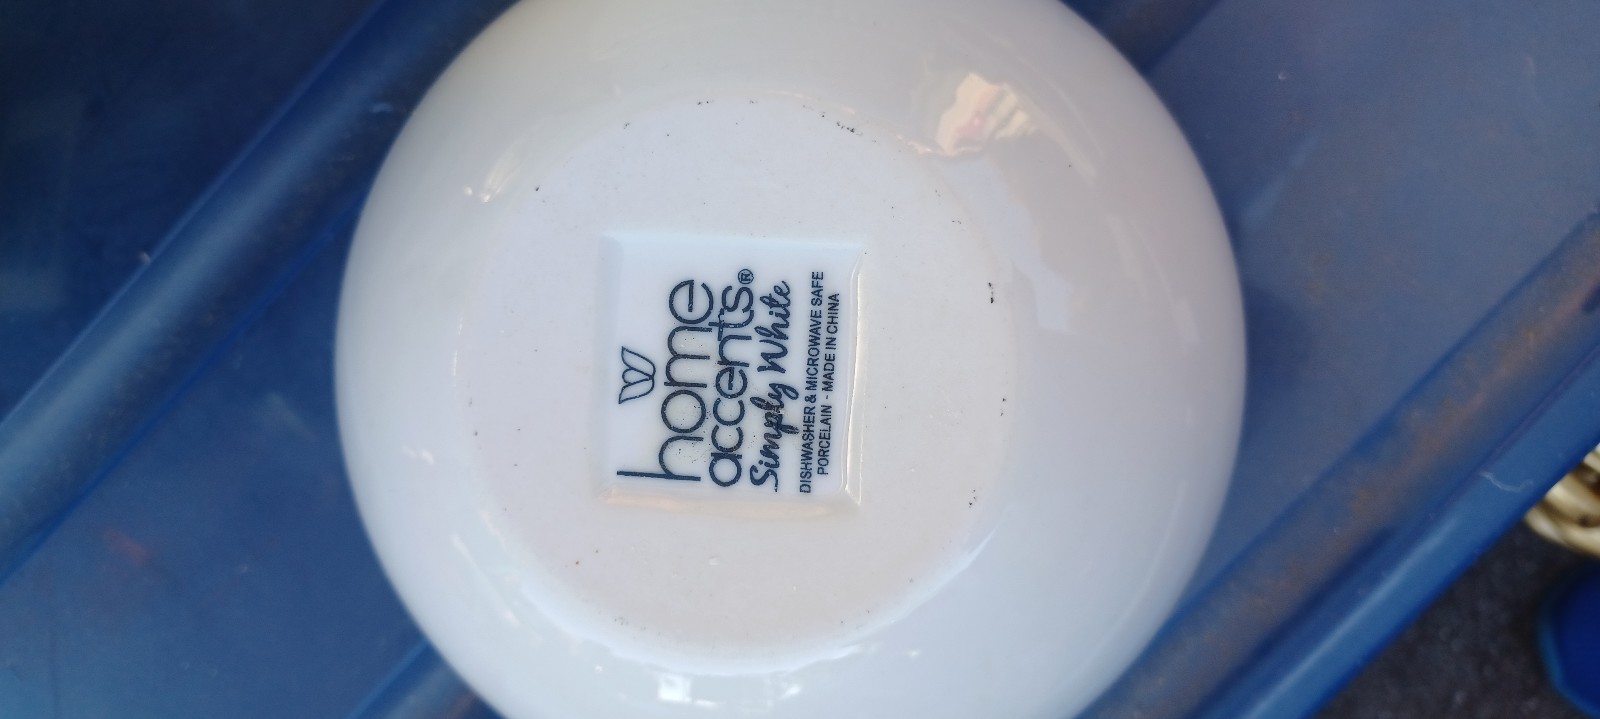 home
accents®
Simply White
DISHWASHER & MICROWAVE SAFE
PORCELAIN - MADE IN CHINA